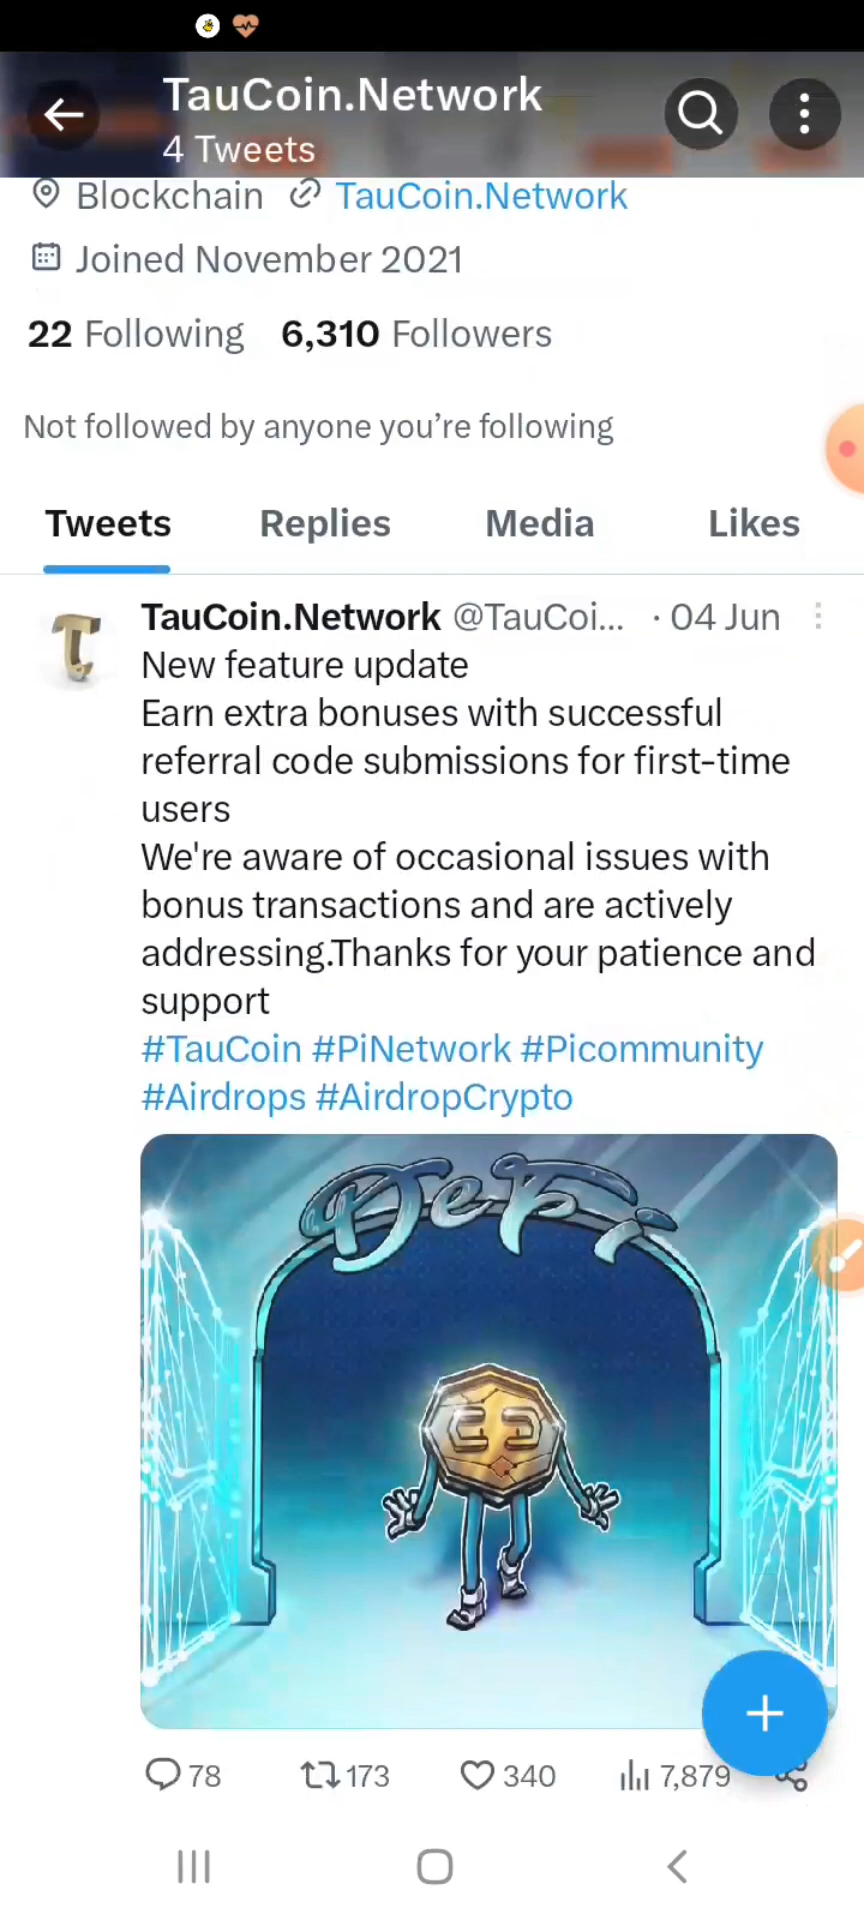 TauCoin.Network
4 Tweets
Blockchain TauCoin.Network
Joined November 2021
22 Following 6,310 Followers
Not followed by anyone you’re following
Tweets Replies Media Likes
TauCoin.Network @TauCoi... · 04 Jun
New feature update
Earn extra bonuses with successful
referral code submissions for first-time
users
We're aware of occasional issues with
bonus transactions and are actively
addressing.Thanks for your patience and
support
#TauCoin #PiNetwork #Picommunity
#Airdrops #AirdropCrypto
DeFi
78 173 340 7,879